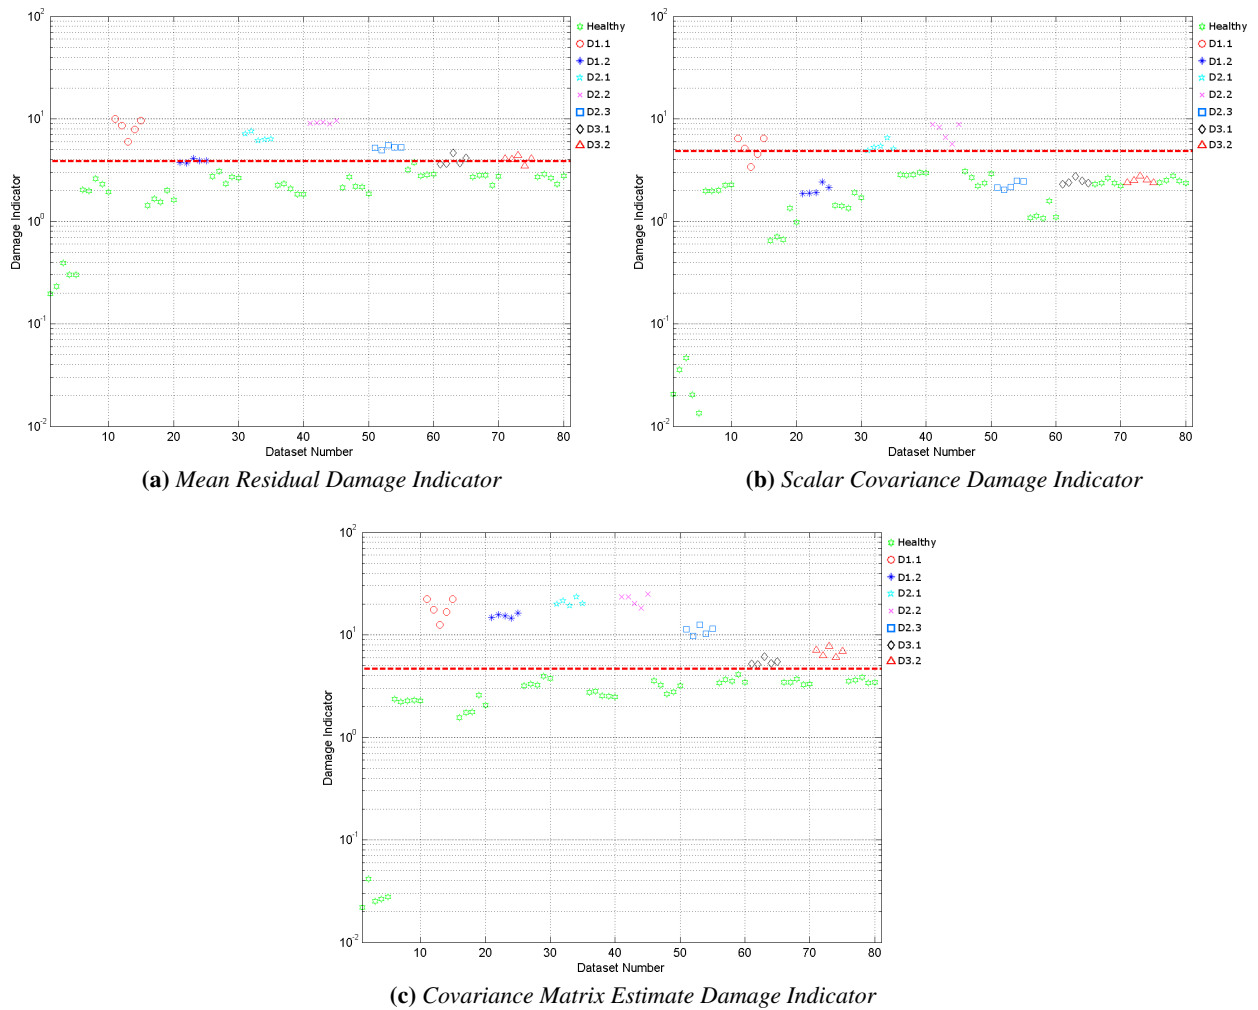 10^2
10^1
10^0
10^-1
10^-2
Damage Indicator
10 20 30 40 50 60 70 80
Dataset Number
Healthy
D1.1
D1.2
D2.1
D2.2
D2.3
D3.1
D3.2
(a) Mean Residual Damage Indicator
10^2
10^1
10^0
10^-1
10^-2
Damage Indicator
10 20 30 40 50 60 70 80
Dataset Number
Healthy
D1.1
D1.2
D2.1
D2.2
D2.3
D3.1
D3.2
(b) Scalar Covariance Damage Indicator
10^2
10^1
10^0
10^-1
10^-2
Damage Indicator
10 20 30 40 50 60 70 80
Dataset Number
Healthy
D1.1
D1.2
D2.1
D2.2
D2.3
D3.1
D3.2
(c) Covariance Matrix Estimate Damage Indicator